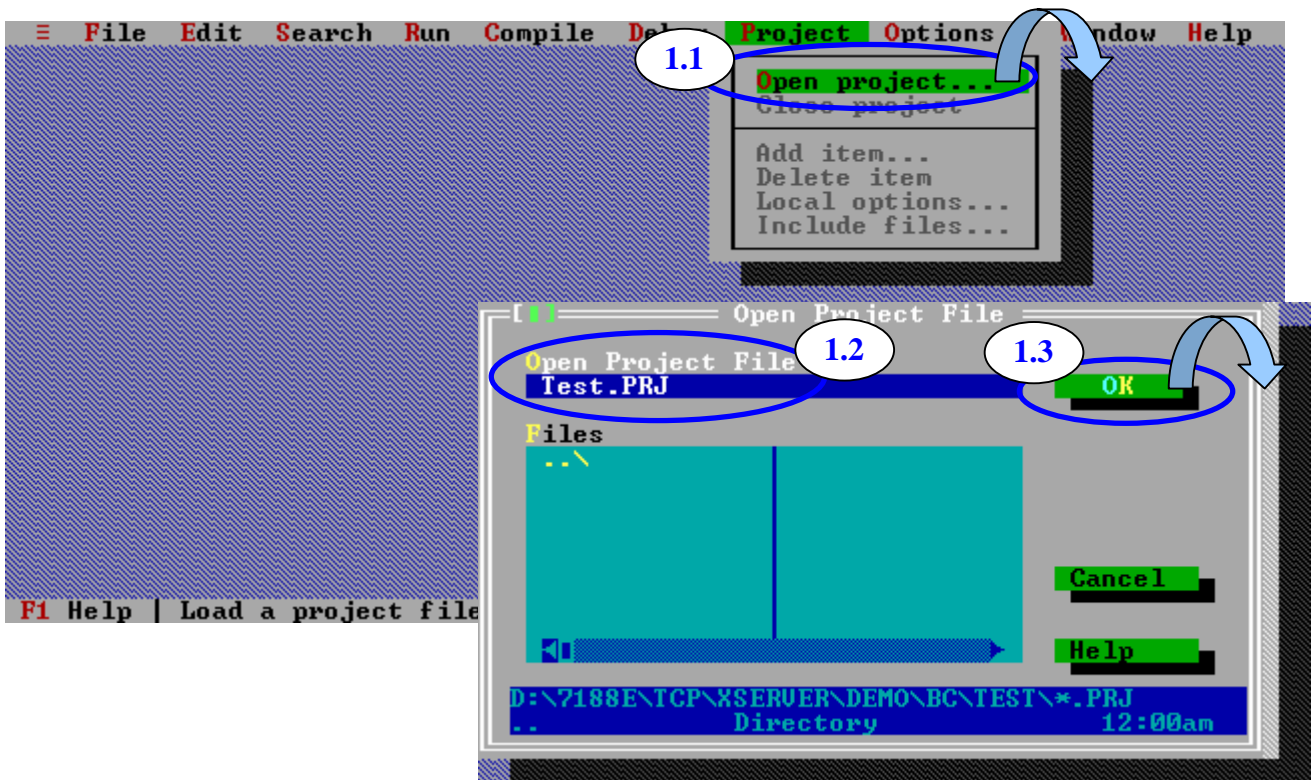 ≡ File Edit Search Run Compile Debug Project Options Window Help
1.1
Open project...
Close project
Add item...
Delete item
Local options...
Include files...
Open Project File
1.2
1.3
Open Project File
Test.PRJ
OK
Files
..\
Cancel
F1 Help | Load a project file
Help
D:\7188E\TCP\XSERVER\DEMO\BC\TEST\*.PRJ
.. Directory 12:00am